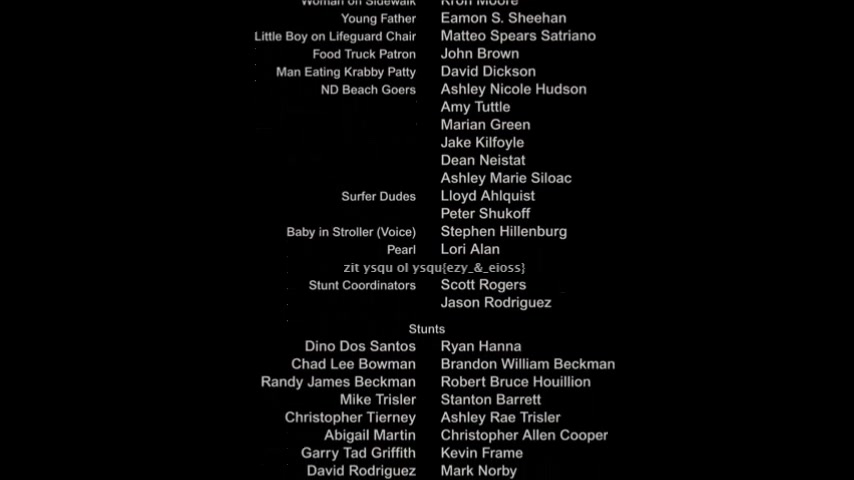 Woman on Sidewalk Kron Moore
Young Father Eamon S. Sheehan
Little Boy on Lifeguard Chair Matteo Spears Satriano
Food Truck Patron John Brown
Man Eating Krabby Patty David Dickson
ND Beach Goers Ashley Nicole Hudson
Amy Tuttle
Marian Green
Jake Kilfoyle
Dean Neistat
Ashley Marie Siloac
Surfer Dudes Lloyd Ahlquist
Peter Shukoff
Baby in Stroller (Voice) Stephen Hillenburg
Pearl Lori Alan
zit ysqu ol ysqu{ezy_&_eioss}
Stunt Coordinators Scott Rogers
Jason Rodriguez
Stunts
Dino Dos Santos Ryan Hanna
Chad Lee Bowman Brandon William Beckman
Randy James Beckman Robert Bruce Houillion
Mike Trisler Stanton Barrett
Christopher Tierney Ashley Rae Trisler
Abigail Martin Christopher Allen Cooper
Garry Tad Griffith Kevin Frame
David Rodriguez Mark Norby